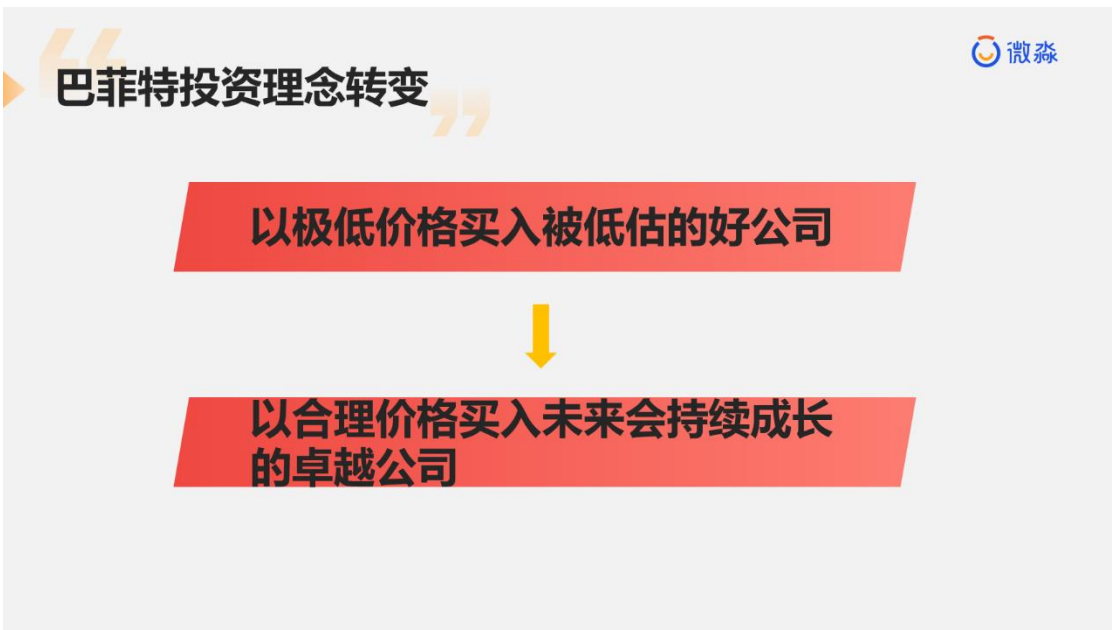 巴菲特投资理念转变
微淼
以极低价格买入被低估的好公司
以合理价格买入未来会持续成长
的卓越公司